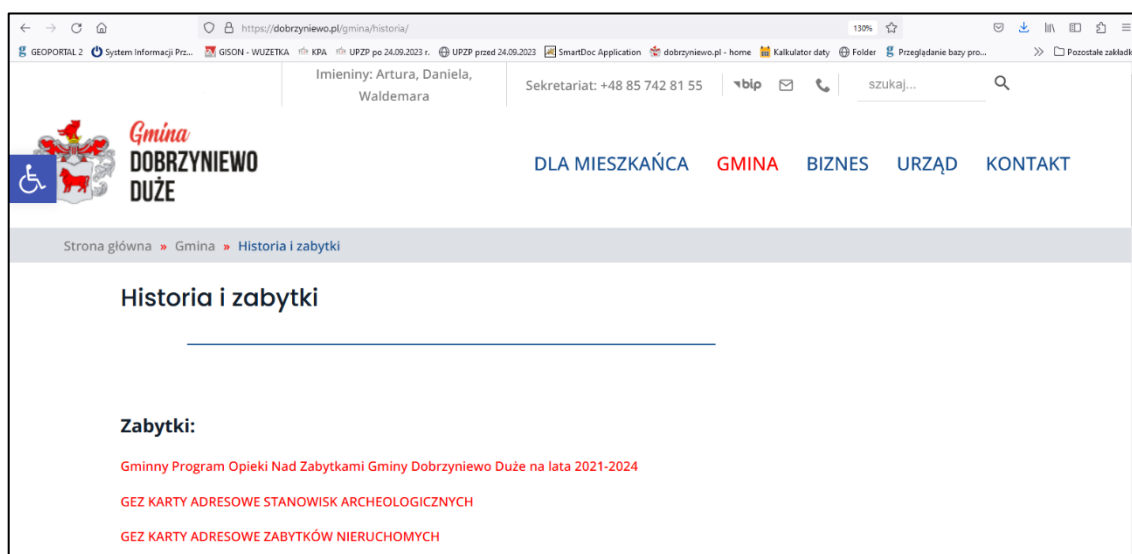 https://dobrzyniewo.pl/gmina/historia/
130%
GEOPORTAL 2 System Informacji Prz... GISON - WUZETKA KPA UPZP po 24.09.2023 r. UPZP przed 24.09.2023 SmartDoc Application dobrzyniewo.pl - home Kalkulator daty Folder Przeglądanie bazy pro... Pozostałe zakładk
Imieniny: Artura, Daniela,
Waldemara
Sekretariat: +48 85 742 81 55
bip
szukaj...
Gmina
DOBRZYNIEWO
DUŻE
DLA MIESZKAŃCA GMINA BIZNES URZĄD KONTAKT
Strona główna » Gmina » Historia i zabytki
Historia i zabytki
Zabytki:
Gminny Program Opieki Nad Zabytkami Gminy Dobrzyniewo Duże na lata 2021-2024
GEZ KARTY ADRESOWE STANOWISK ARCHEOLOGICZNYCH
GEZ KARTY ADRESOWE ZABYTKÓW NIERUCHOMYCH